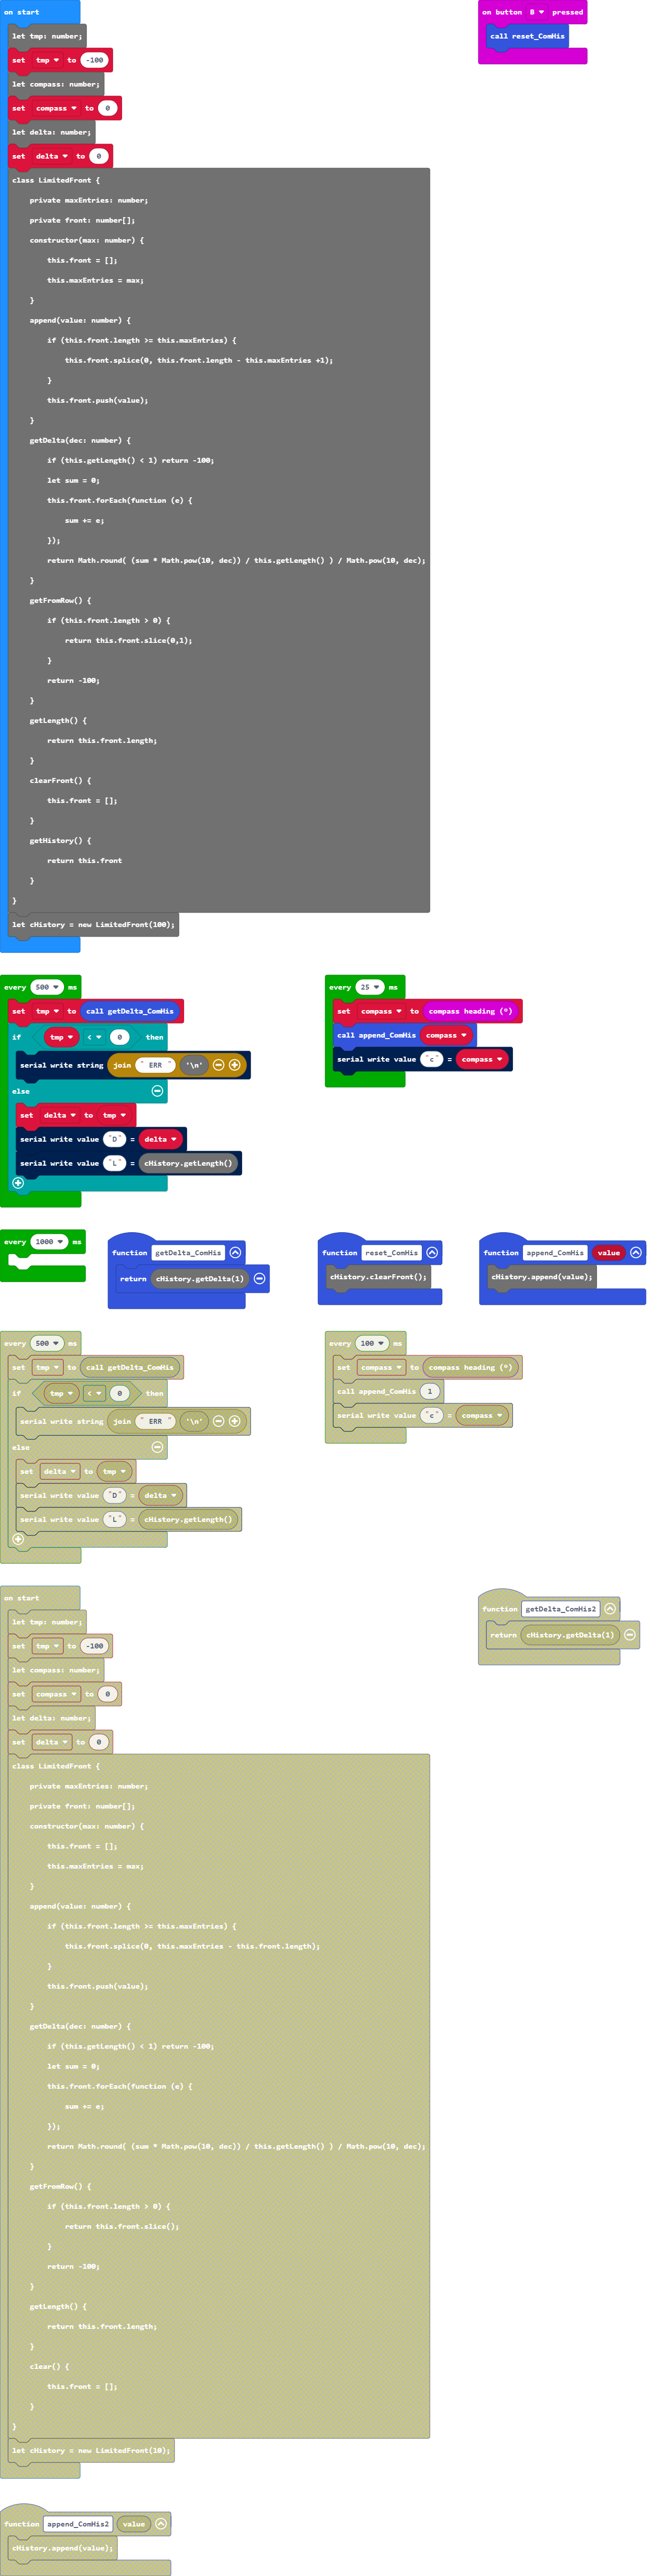 on start
let tmp: number;
set tmp to -100
let compass: number;
set compass to 0
let delta: number;
set delta to 0
class LimitedFront {
private maxEntries: number;
private front: number[];
constructor(max: number) {
this.front = [];
this.maxEntries = max;
}
append(value: number) {
if (this.front.length >= this.maxEntries) {
this.front.splice(0, this.front.length - this.maxEntries +1);
}
this.front.push(value);
}
getDelta(dec: number) {
if (this.getLength() < 1) return -100;
let sum = 0;
this.front.forEach(function (e) {
sum += e;
});
return Math.round( (sum * Math.pow(10, dec)) / this.getLength() ) / Math.pow(10, dec);
}
getFromRow() {
if (this.front.length > 0) {
return this.front.slice(0,1);
}
return -100;
}
getLength() {
return this.front.length;
}
clearFront() {
this.front = [];
}
getHistory() {
return this.front
}
}
let cHistory = new LimitedFront(100);
on button B pressed
call reset_ComHis
every 500 ms
set tmp to call getDelta_ComHis
if tmp < 0 then
serial write string join " ERR " '\n'
else
set delta to tmp
serial write value "D" = delta
serial write value "L" = cHistory.getLength()
every 25 ms
set compass to compass heading (°)
call append_ComHis compass
serial write value "c" = compass
every 1000 ms
function getDelta_ComHis
return cHistory.getDelta(1)
function reset_ComHis
cHistory.clearFront();
function append_ComHis value
cHistory.append(value);
every 500 ms
set tmp to call getDelta_ComHis
if tmp < 0 then
serial write string join " ERR " '\n'
else
set delta to tmp
serial write value "D" = delta
serial write value "L" = cHistory.getLength()
every 100 ms
set compass to compass heading (°)
call append_ComHis 1
serial write value "c" = compass
on start
let tmp: number;
set tmp to -100
let compass: number;
set compass to 0
let delta: number;
set delta to 0
class LimitedFront {
private maxEntries: number;
private front: number[];
constructor(max: number) {
this.front = [];
this.maxEntries = max;
}
append(value: number) {
if (this.front.length >= this.maxEntries) {
this.front.splice(0, this.maxEntries - this.front.length);
}
this.front.push(value);
}
getDelta(dec: number) {
if (this.getLength() < 1) return -100;
let sum = 0;
this.front.forEach(function (e) {
sum += e;
});
return Math.round( (sum * Math.pow(10, dec)) / this.getLength() ) / Math.pow(10, dec);
}
getFromRow() {
if (this.front.length > 0) {
return this.front.slice();
}
return -100;
}
getLength() {
return this.front.length;
}
clear() {
this.front = [];
}
}
let cHistory = new LimitedFront(10);
function getDelta_ComHis2
return cHistory.getDelta(1)
function append_ComHis2 value
cHistory.append(value);